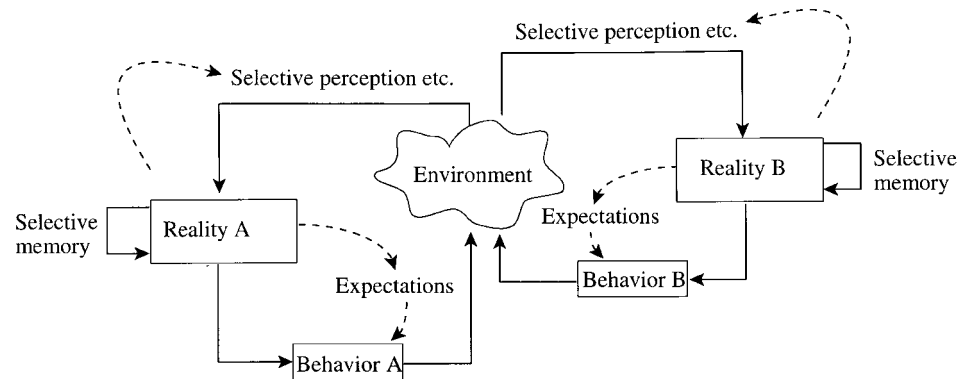 Selective perception etc.
Selective perception etc.
Environment
Reality B
Selective
memory
Expectations
Selective
memory
Reality A
Behavior B
Expectations
Behavior A